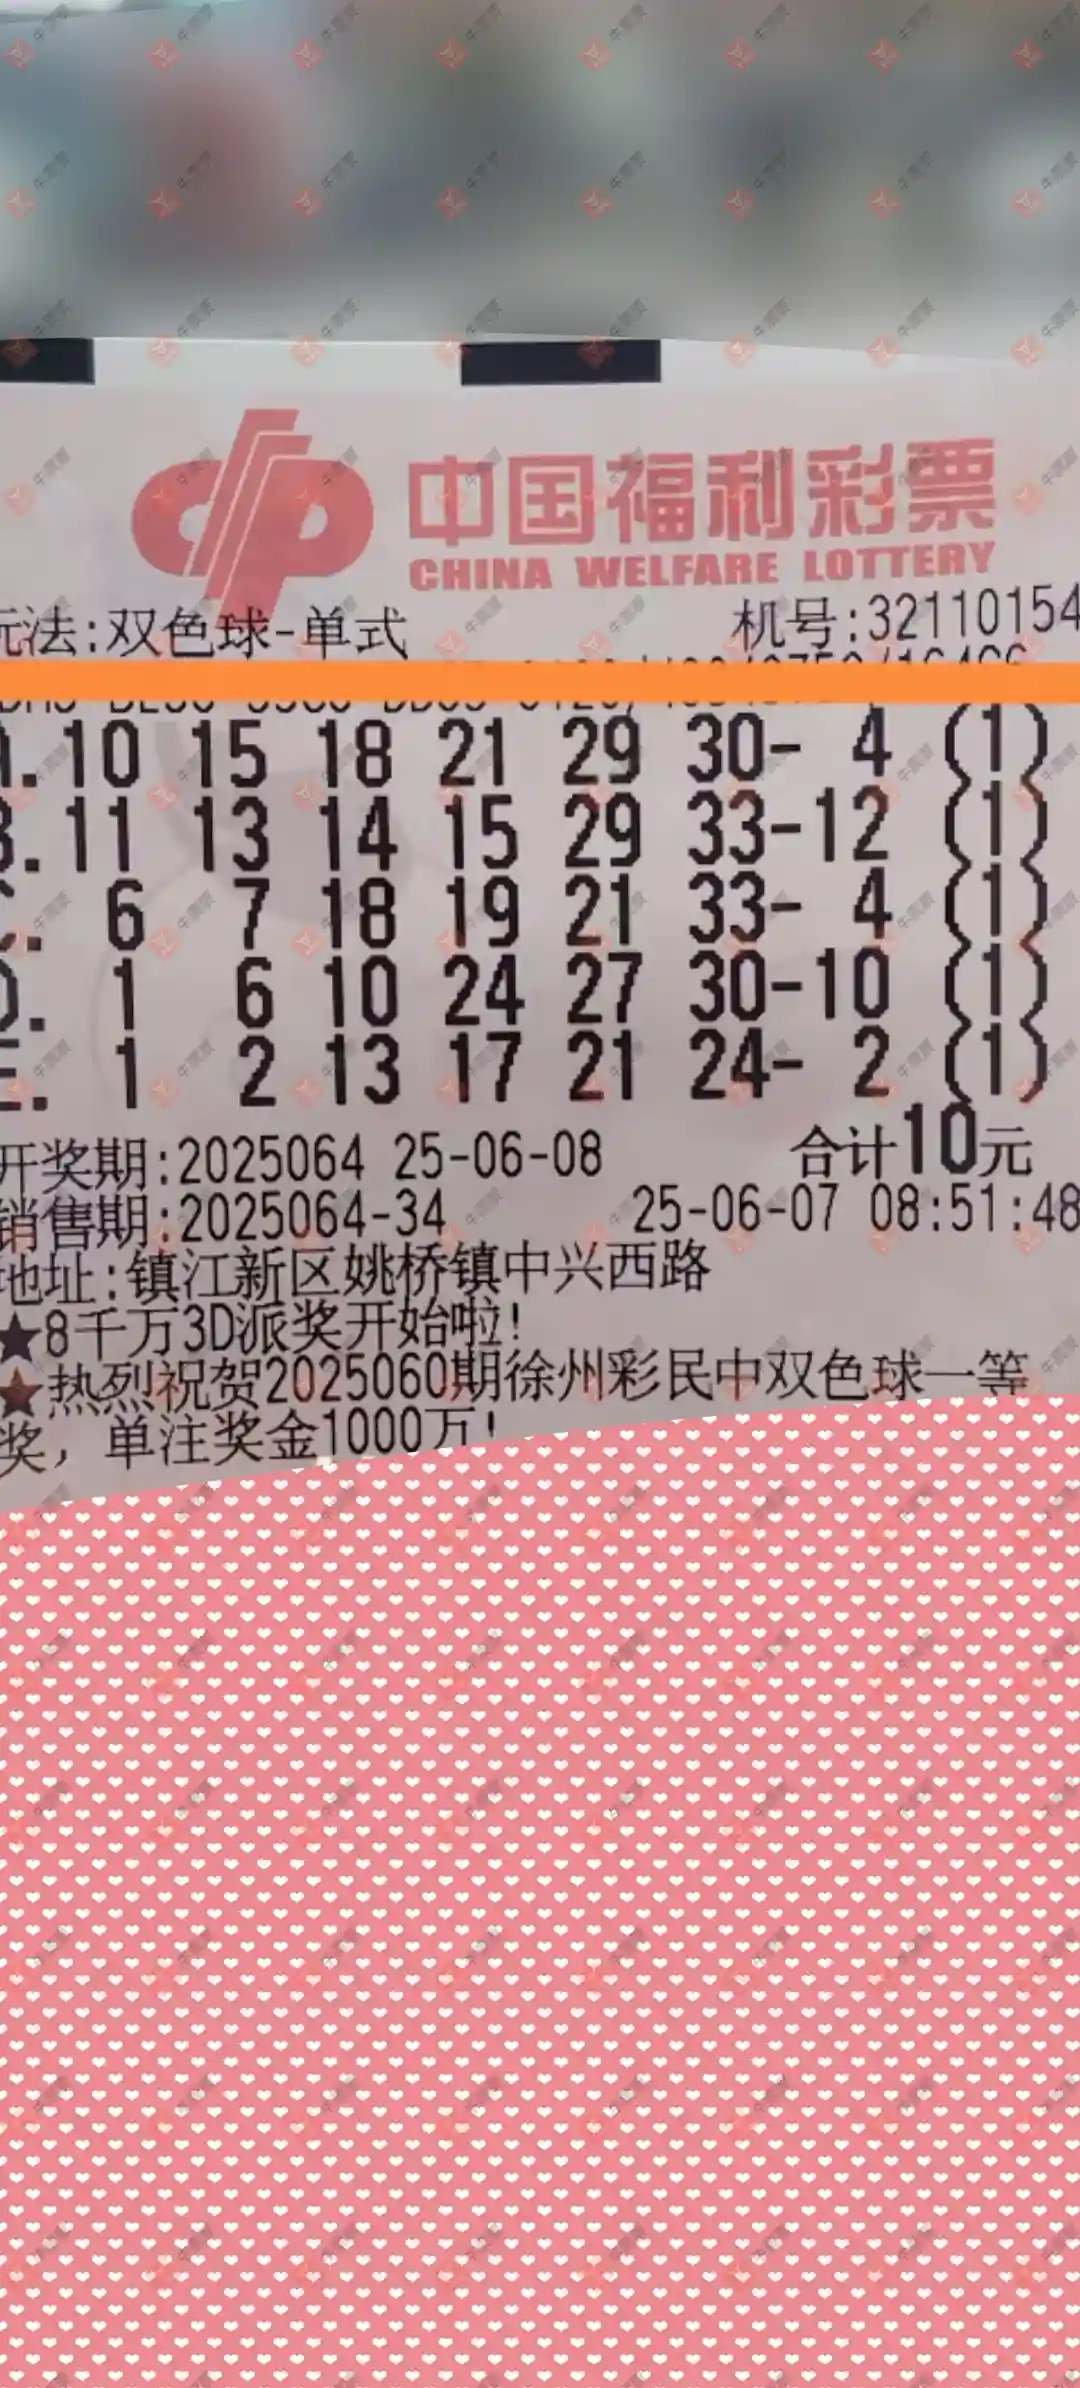 中国福利彩票
CHINA WELFARE LOTTERY
玩法:双色球-单式 机号:32110154
A.10 15 18 21 29 30- 4 (1)
B.11 13 14 15 29 33-12 (1)
C. 6 7 18 19 21 33- 4 (1)
D. 1 6 10 24 27 30-10 (1)
E. 1 2 13 17 21 24- 2 (1)
开奖期:2025064 25-06-08 合计10元
销售期:2025064-34 25-06-07 08:51:48
地址:镇江新区姚桥镇中兴西路
★8千万3D派奖开始啦!
★热烈祝贺2025060期徐州彩民中双色球一等
奖，单注奖金1000万!